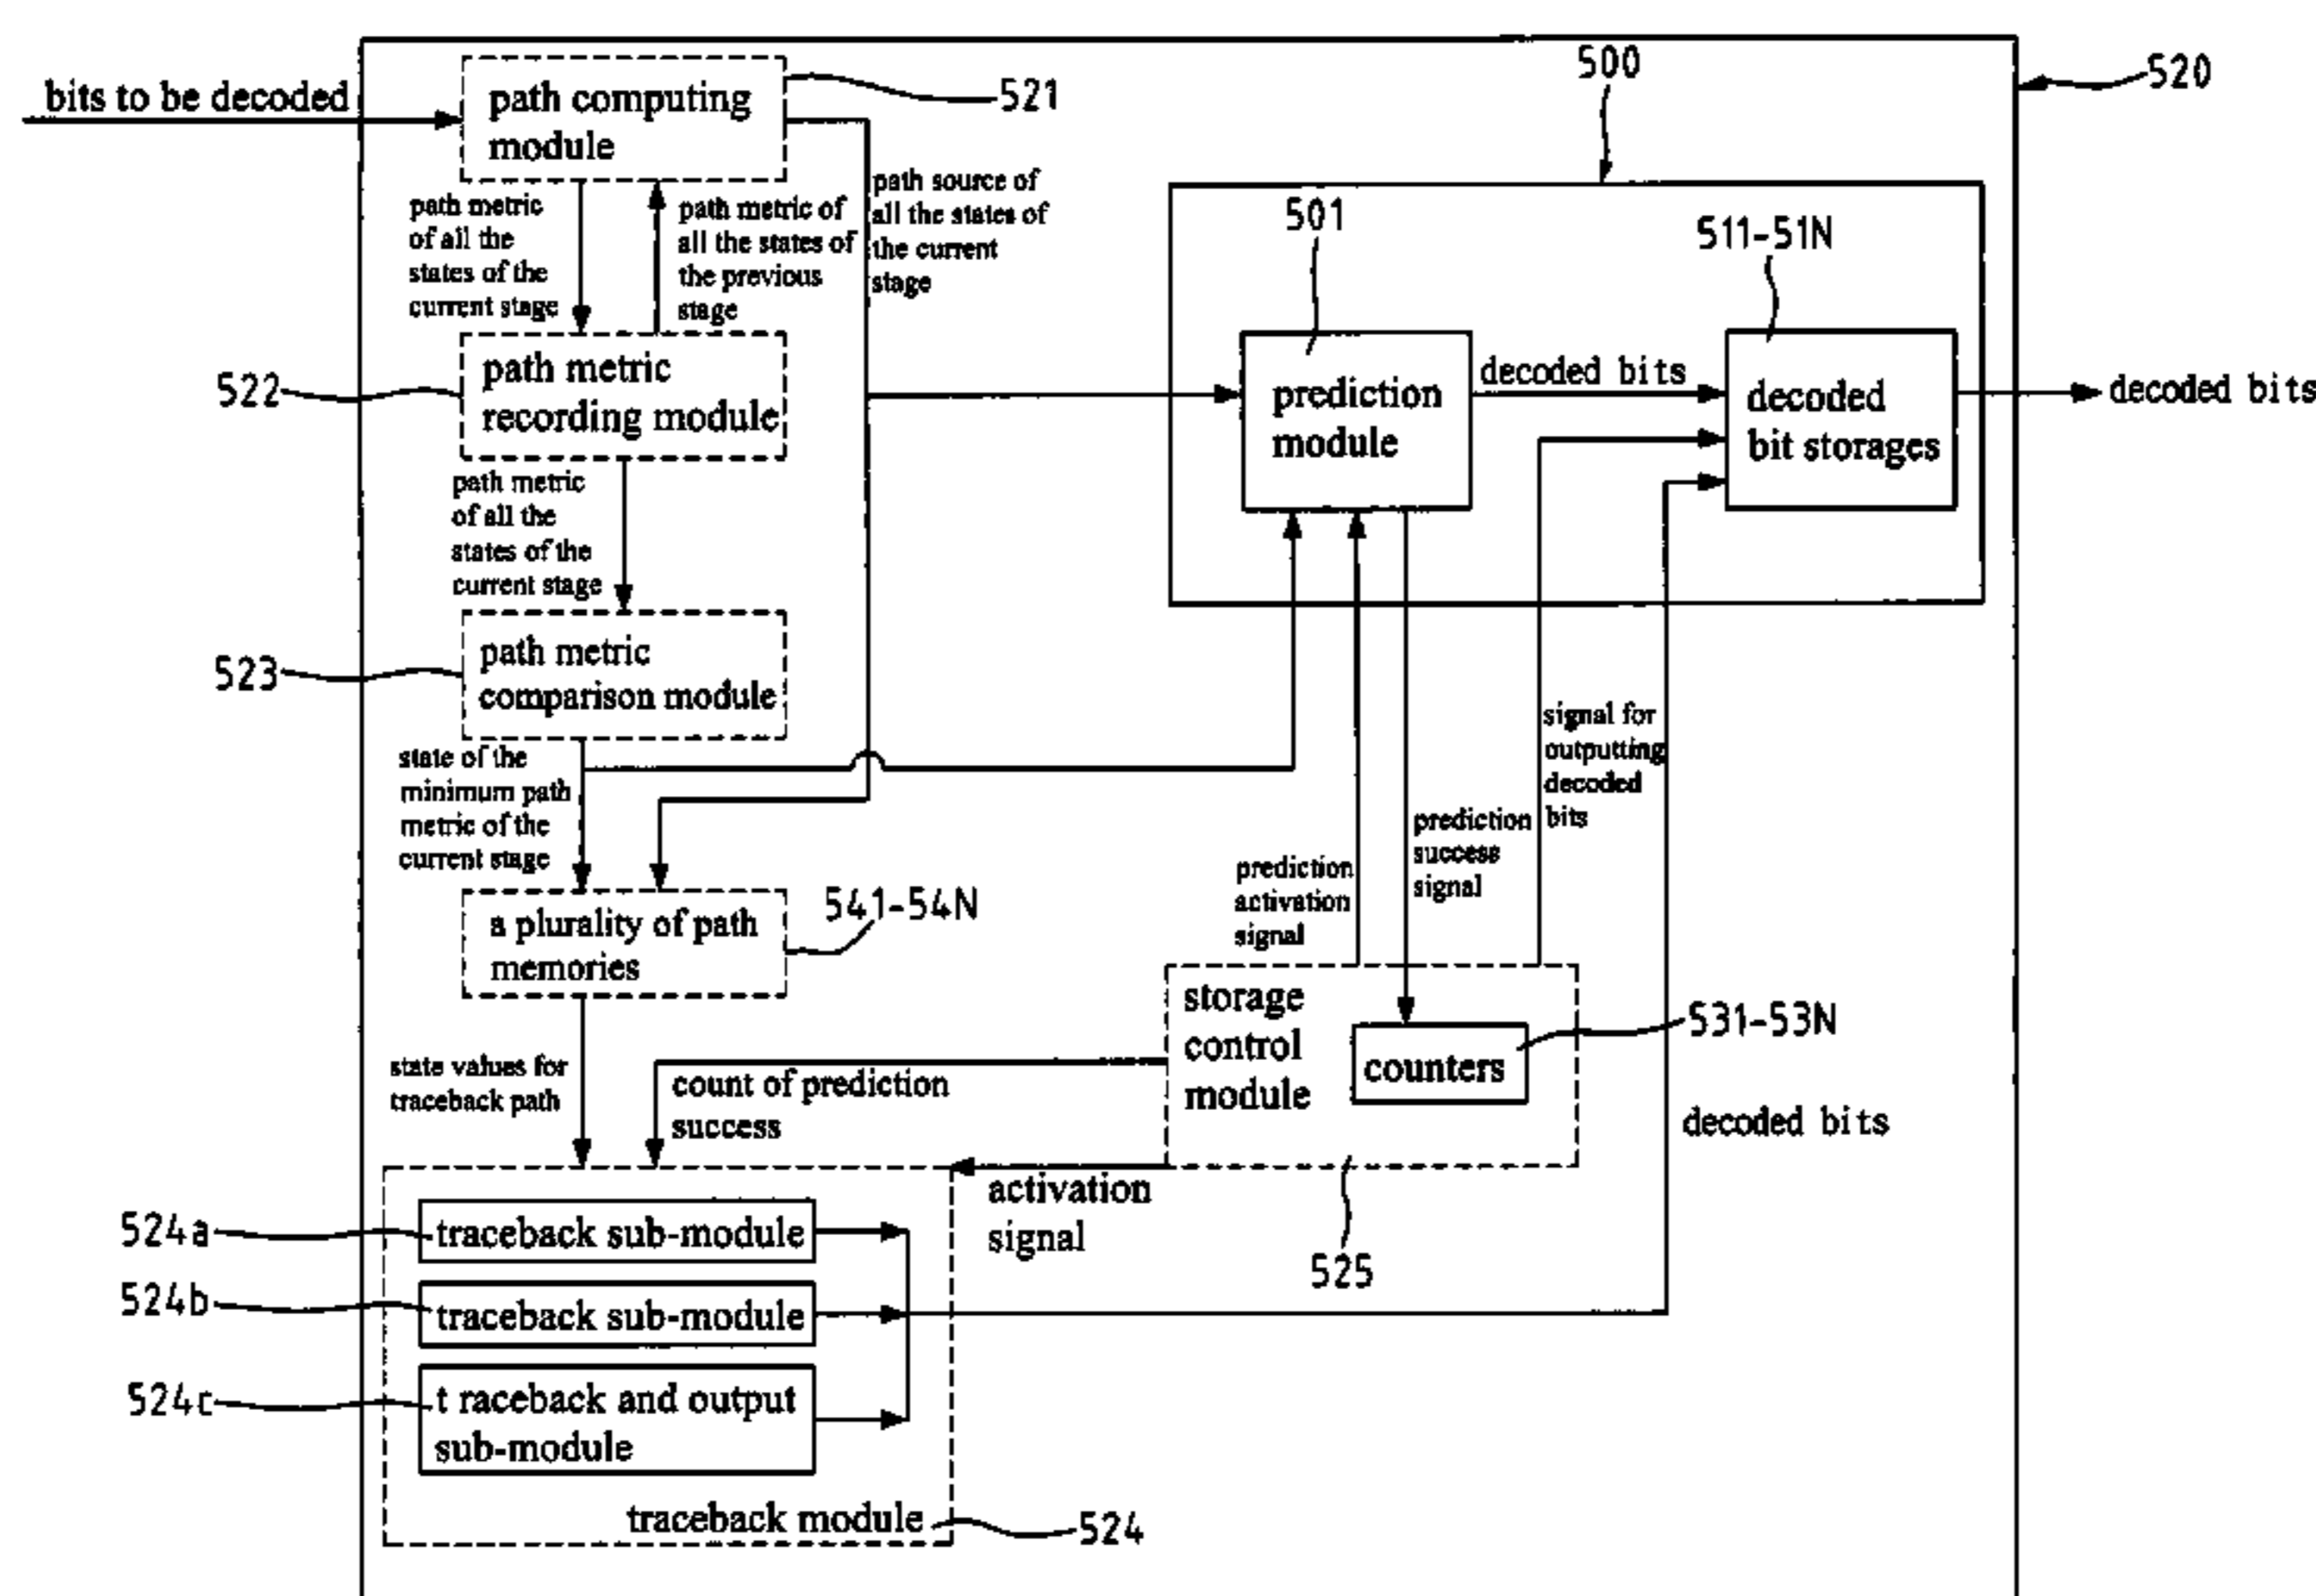 500
520
bits to be decoded
path computing
module
521
path metric
of all the
states of the
current stage
path metric of
all the states of
the previous
stage
path source of
all the states of
the current
stage
501
511-51N
522
path metric
recording module
prediction
module
decoded bits
decoded
bit storages
decoded bits
path metric
of all the
states of the
current stage
523
path metric
comparison module
state of the
minimum path
metric of the
current stage
signal for
outputting
decoded
bits
prediction
success
signal
prediction
activation
signal
541-54N
a plurality of path
memories
storage
control
module
counters
531-53N
state values for
traceback path
count of prediction
success
decoded bits
activation
signal
525
524a
traceback sub-module
524b
traceback sub-module
524c
t raceback and output
sub-module
traceback module
524